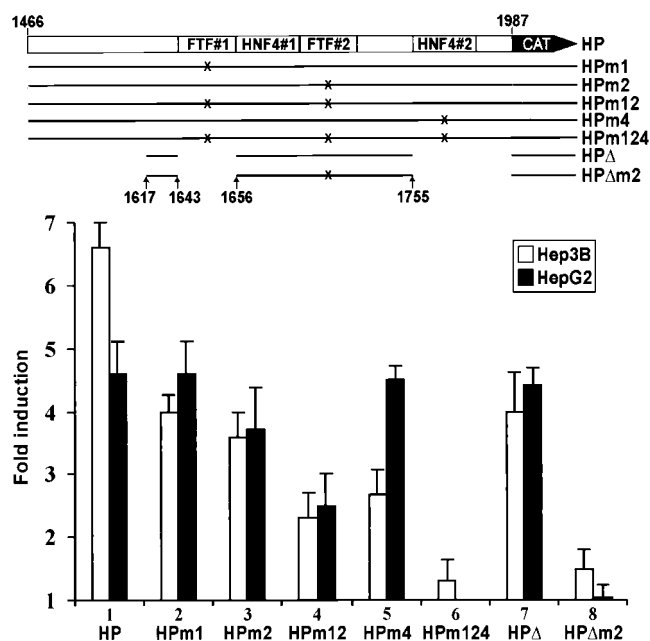 1466 1987
FTF#1 HNF4#1 FTF#2 HNF4#2 CAT HP
x HPm1
x HPm2
x x HPm12
x HPm4
x x x HPm124
HPΔ
x HPΔm2
1617 1643 1656 1755
7
Hep3B
HepG2
6
5
4
3
2
1
Fold induction
1 2 3 4 5 6 7 8
HP HPm1 HPm2 HPm12 HPm4 HPm124 HPΔ HPΔm2